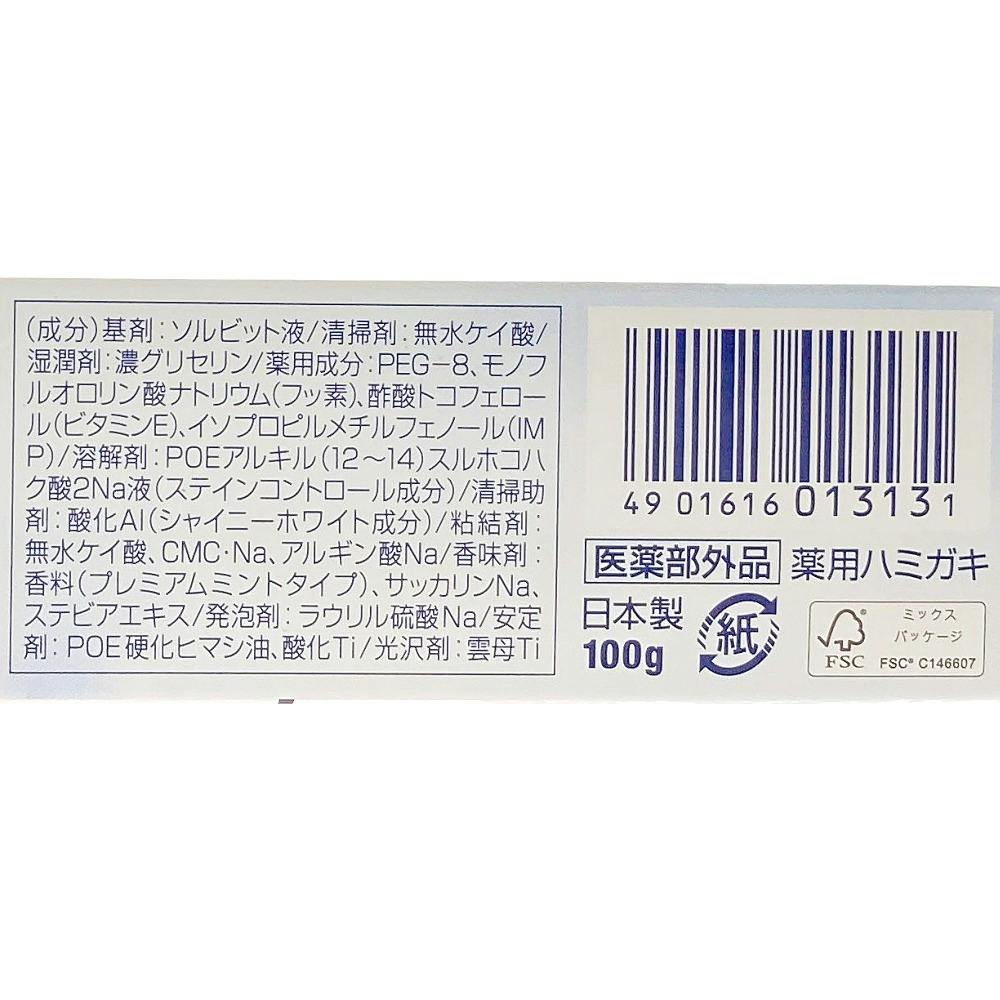 (成分)基剤:ソルビット液/清掃剤:無水ケイ酸/
湿潤剤:濃グリセリン/薬用成分:PEG-8、モノフ
ルオロリン酸ナトリウム(フッ素)、酢酸トコフェロー
ル(ビタミンE)、イソプロピルメチルフェノール(IM
P)/溶解剤:POEアルキル(12~14)スルホコハ
ク酸2Na液(ステインコントロール成分)/清掃助
剤:酸化Al(シャイニーホワイト成分)/粘結剤:
無水ケイ酸、CMC·Na、アルギン酸Na/香味剤:
香料(プレミアムミントタイプ)、サッカリンNa、
ステビアエキス/発泡剤:ラウリル硫酸Na/安定
剤:POE硬化ヒマシ油、酸化Ti/光沢剤:雲母Ti
4901616013131
医薬部外品 薬用ハミガキ
日本製
100g
紙
FSC
ミックス
パッケージ
FSC® C146607